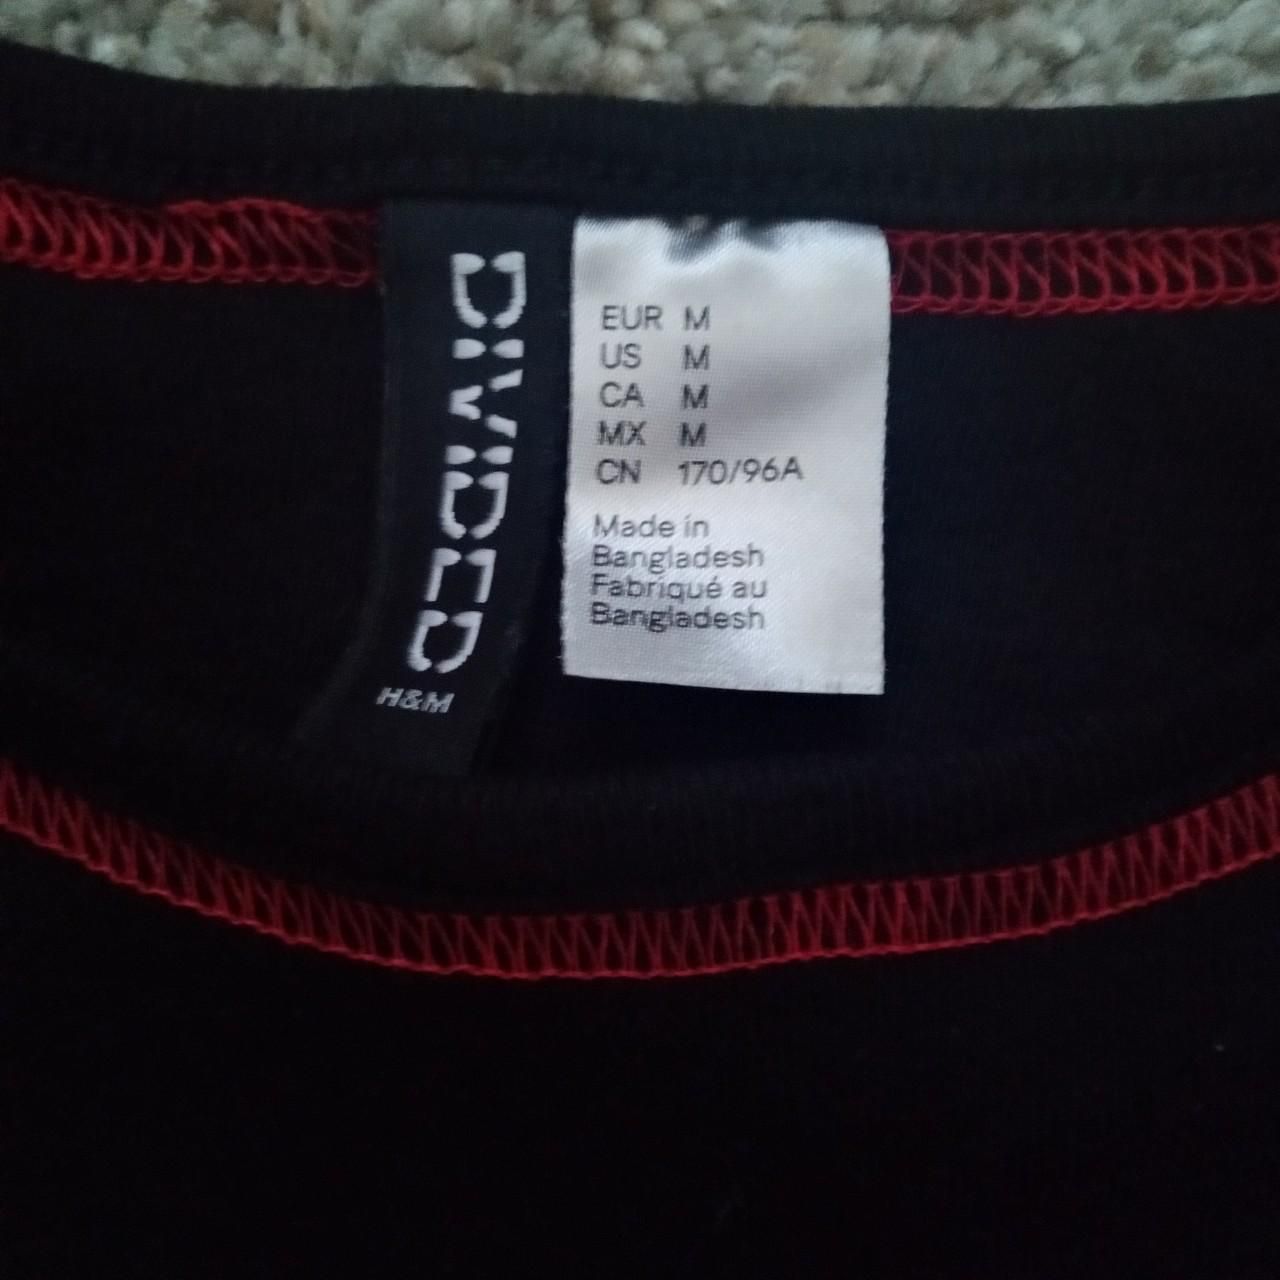 DIVIDED
H&M
EUR M
US M
CA M
MX M
CN 170/96A
Made in
Bangladesh
Fabriqué au
Bangladesh